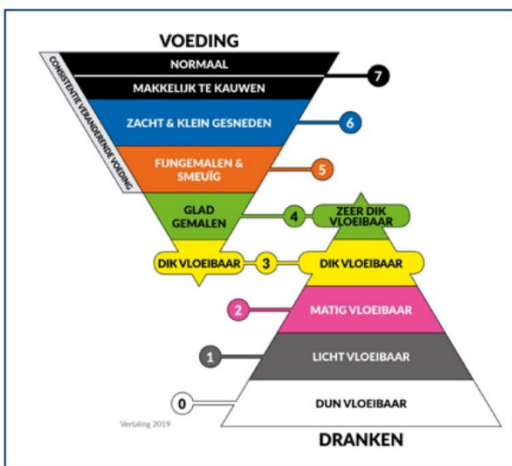 VOEDING
NORMAAL
7
MAKKELIJK TE KAUWEN
CONSISTENTIE VERANDERENDE VOEDING
ZACHT & KLEIN GESNEDEN
6
FIJNGEMALEN &
SMEUÏG
5
GLAD
GEMALEN
4
ZEER DIK
VLOEIBAAR
DIK VLOEIBAAR
3
DIK VLOEIBAAR
2
MATIG VLOEIBAAR
1
LICHT VLOEIBAAR
0
DUN VLOEIBAAR
Vertaling 2019
DRANKEN